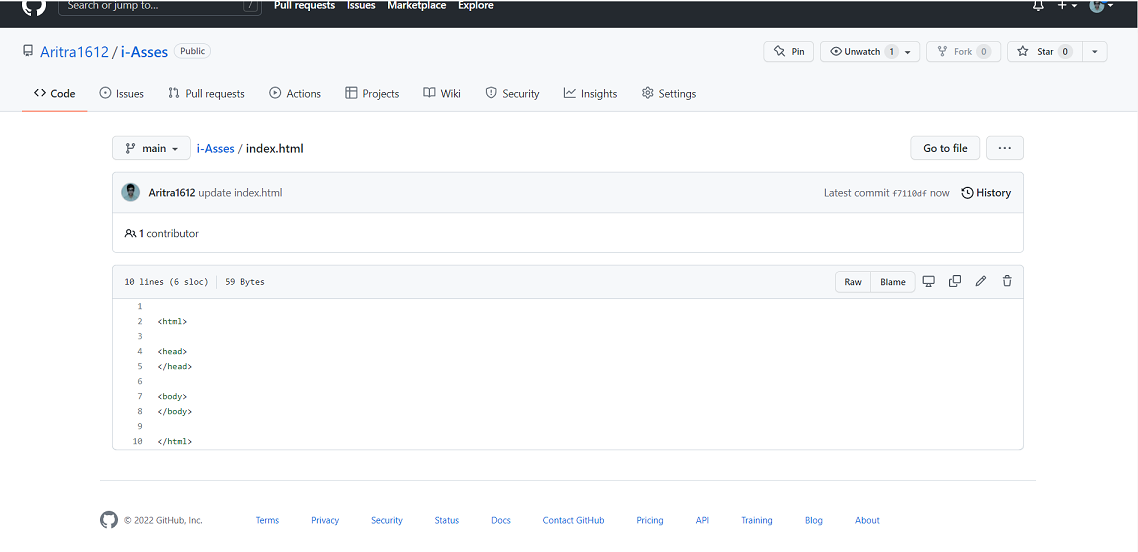 Search or jump to... / Pull requests Issues Marketplace Explore
Aritra1612 / i-Asses Public Pin Unwatch 1 Fork 0 Star 0
Code Issues Pull requests Actions Projects Wiki Security Insights Settings
main i-Asses / index.html Go to file ...
Aritra1612 update index.html Latest commit f7110df now History
1 contributor
10 lines (6 sloc) 59 Bytes Raw Blame
1
2 <html>
3
4 <head>
5 </head>
6
7 <body>
8 </body>
9
10 </html>
© 2022 GitHub, Inc. Terms Privacy Security Status Docs Contact GitHub Pricing API Training Blog About